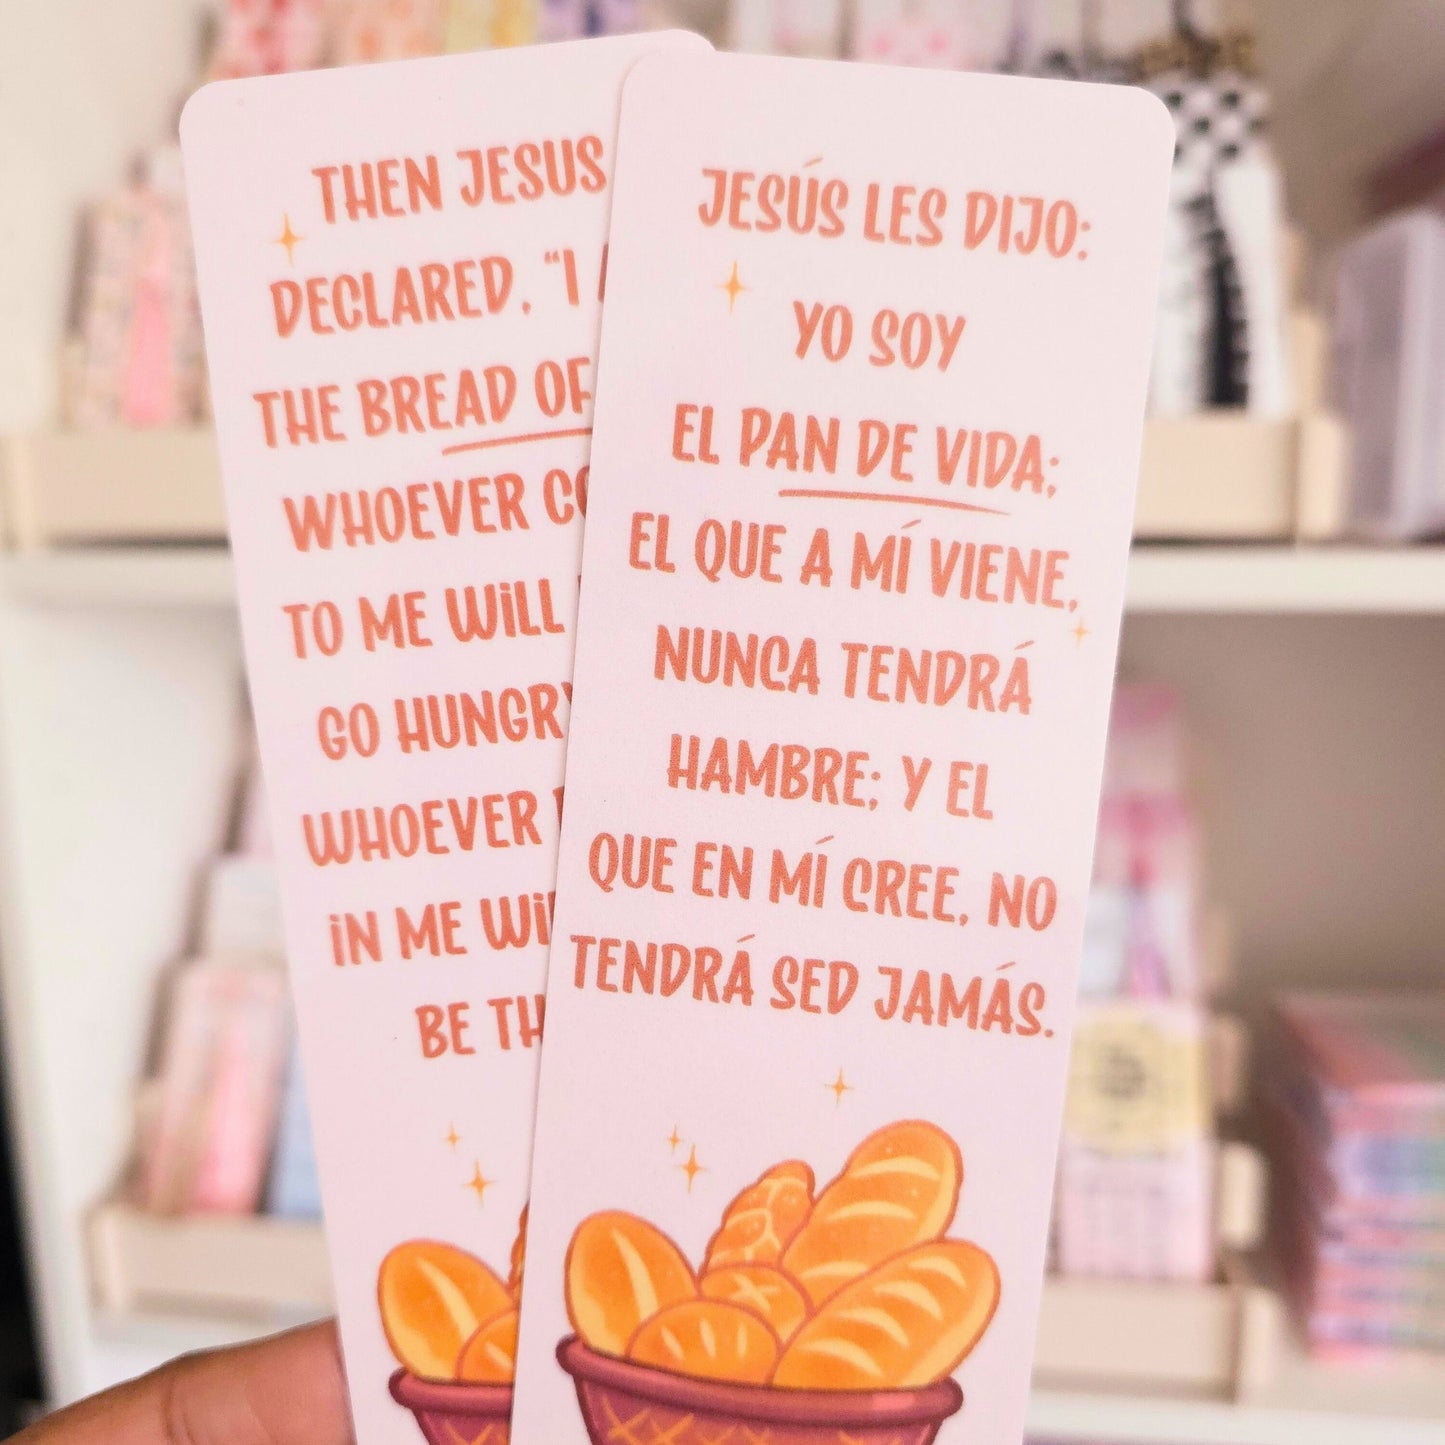 THEN JESUS
DECLARED, "I
THE BREAD OF
WHOEVER
TO ME WiLL
GO HUNGRY
WHOEVER
iN ME
BE
JESÚS LES DIJO:
YO SOY
EL PAN DE VIDA;
EL QUE A MÍ VIENE,
NUNCA TENDRÁ
HAMBRE; Y EL
QUE EN MÍ CREE, NO
TENDRÁ SED JAMÁS.